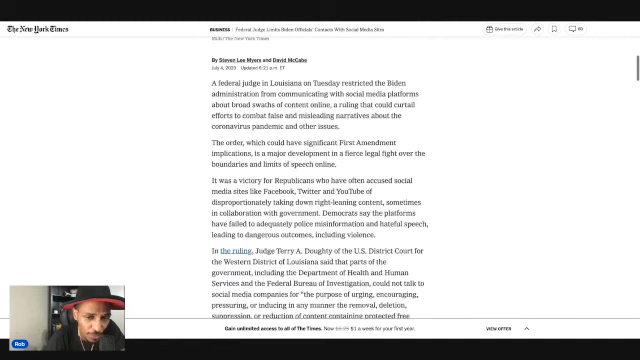 The New York Times
BUSINESS | Federal Judge Limits Biden Officials' Contacts With Social Media Sites
Give this article
60
Mide/The New York Times
By Steven Lee Myers and David McCabe
July 4, 2023 Updated 6:21 p.m. ET
A federal judge in Louisiana on Tuesday restricted the Biden
administration from communicating with social media platforms
about broad swaths of content online, a ruling that could curtail
efforts to combat false and misleading narratives about the
coronavirus pandemic and other issues.
The order, which could have significant First Amendment
implications, is a major development in a fierce legal fight over the
boundaries and limits of speech online.
It was a victory for Republicans who have often accused social
media sites like Facebook, Twitter and YouTube of
disproportionately taking down right-leaning content, sometimes
in collaboration with government. Democrats say the platforms
have failed to adequately police misinformation and hateful speech,
leading to dangerous outcomes, including violence.
In the ruling, Judge Terry A. Doughty of the U.S. District Court for
the Western District of Louisiana said that parts of the
government, including the Department of Health and Human
Services and the Federal Bureau of Investigation, could not talk to
social media companies for “the purpose of urging, encouraging,
pressuring, or inducing in any manner the removal, deletion,
suppression, or reduction of content containing protected free
Gain unlimited access to all of The Times. Now $1 a week for your first year.
VIEW OFFER
Rob